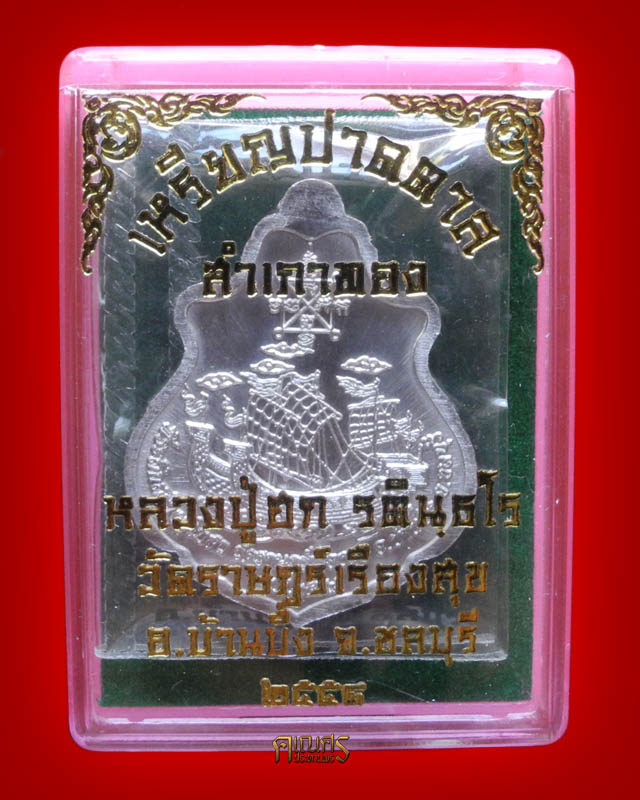 เหรียญปาดตาล
สำเภาทอง
หลวงปู่ฮก รตินฺธโร
วัดราษฎร์เรืองสุข
อ.บ้านบึง จ.ชลบุรี
๒๕๕๘